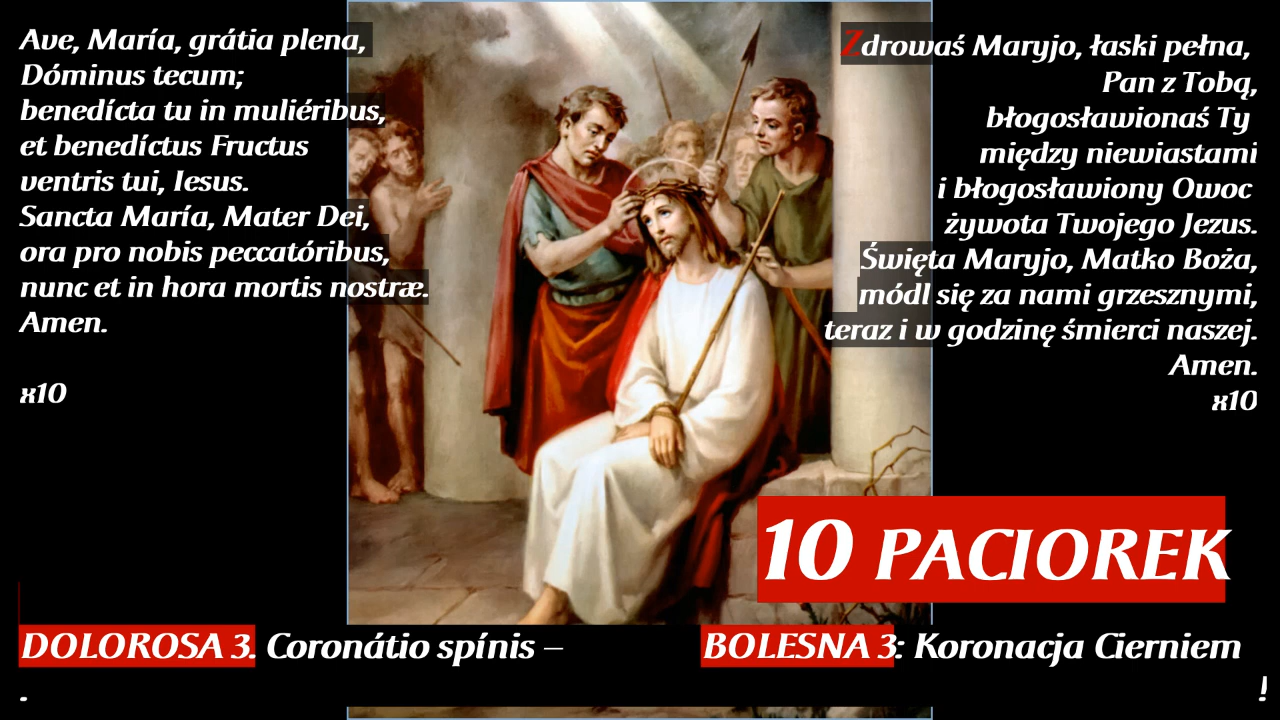 Ave, María, grátia plena,
Dóminus tecum;
benedícta tu in muliéribus,
et benedíctus Fructus
ventris tui, Iesus.
Sancta María, Mater Dei,
ora pro nobis peccatóribus,
nunc et in hora mortis nostræ.
Amen.
x10
Zdrowaś Maryjo, łaski pełna,
Pan z Tobą,
błogosławionaś Ty
między niewiastami
i błogosławiony Owoc
żywota Twojego Jezus.
Święta Maryjo, Matko Boża,
módl się za nami grzesznymi,
teraz i w godzinę śmierci naszej.
Amen.
x10
10 PACIOREK
DOLOROSA 3. Coronátio spínis –
.
BOLESNA 3: Koronacja Cierniem
!